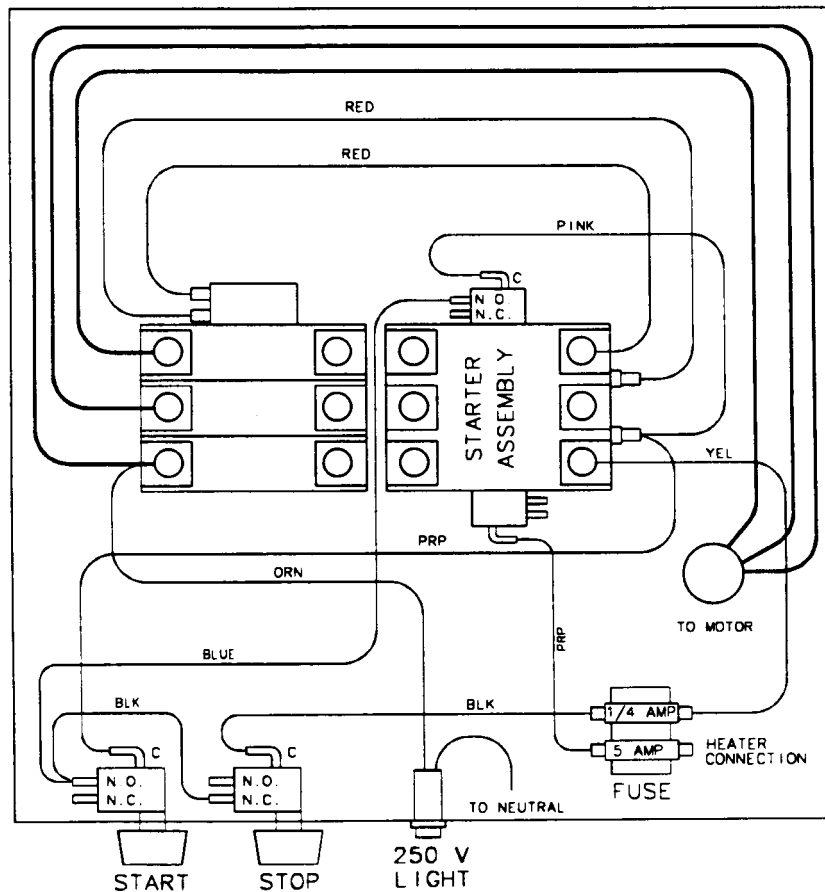 RED
RED
PINK
C
N.O.
N.C.
STARTER
ASSEMBLY
YEL
PRP
ORN
TO MOTOR
PRP
BLUE
BLK
BLK
1/4 AMP
C
C
5 AMP
HEATER
CONNECTION
N.O.
N.C.
N.O.
N.C.
FUSE
TO NEUTRAL
START
STOP
250 V
LIGHT